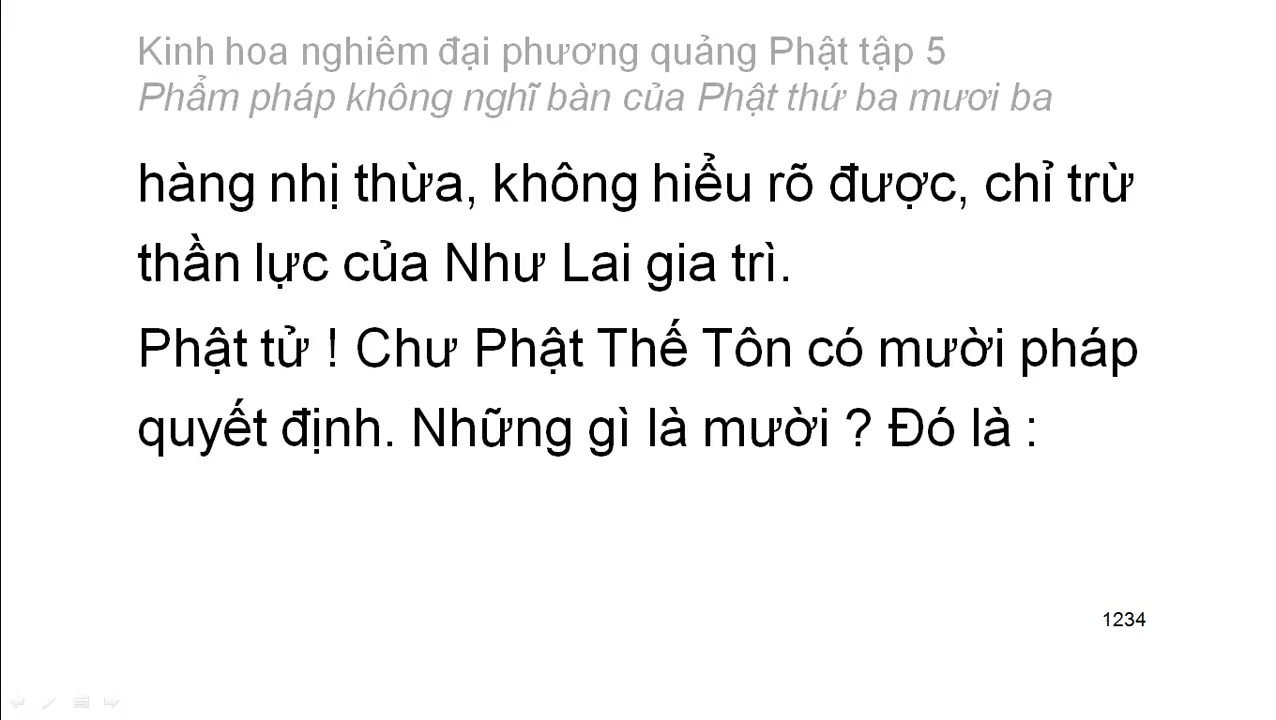 Kinh hoa nghiêm đại phương quảng Phật tập 5
Phẩm pháp không nghĩ bàn của Phật thứ ba mươi ba
hàng nhị thừa, không hiểu rõ được, chỉ trừ
thần lực của Như Lai gia trì.
Phật tử ! Chư Phật Thế Tôn có mười pháp
quyết định. Những gì là mười ? Đó là :
1234